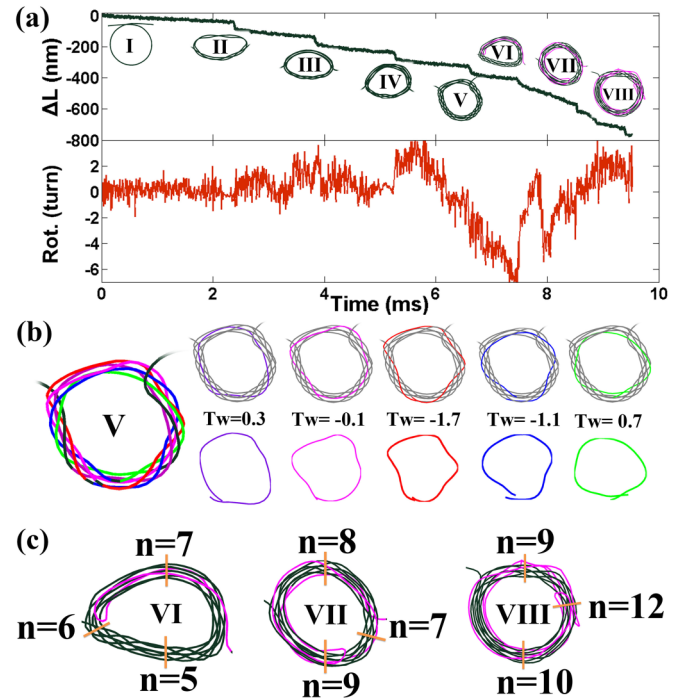 (a)
ΔL (nm)
0
-200
-400
-600
-800
I
II
III
IV
V
VI
VII
VIII
Rot. (turn)
2
0
-2
-4
-6
0 2 4 6 8 10
Time (ms)
(b)
V
Tw=0.3 Tw= -0.1 Tw= -1.7 Tw= -1.1 Tw= 0.7
(c)
n=7
n=6
VI
n=5
n=8
VII
n=7
n=9
n=9
VIII
n=12
n=10